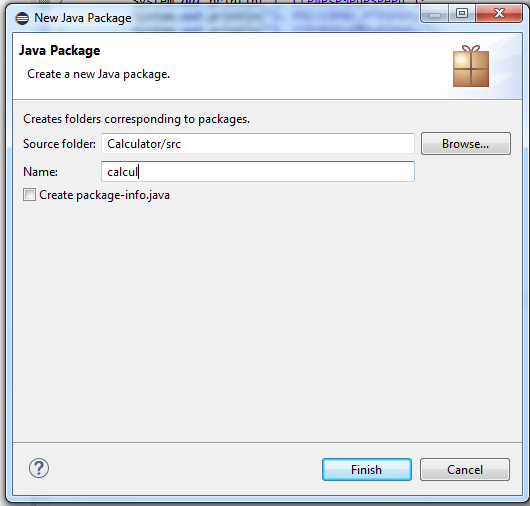 New Java Package
Java Package
Create a new Java package.
Creates folders corresponding to packages.
Source folder: Calculator/src Browse...
Name: calcul
Create package-info.java
? Finish Cancel